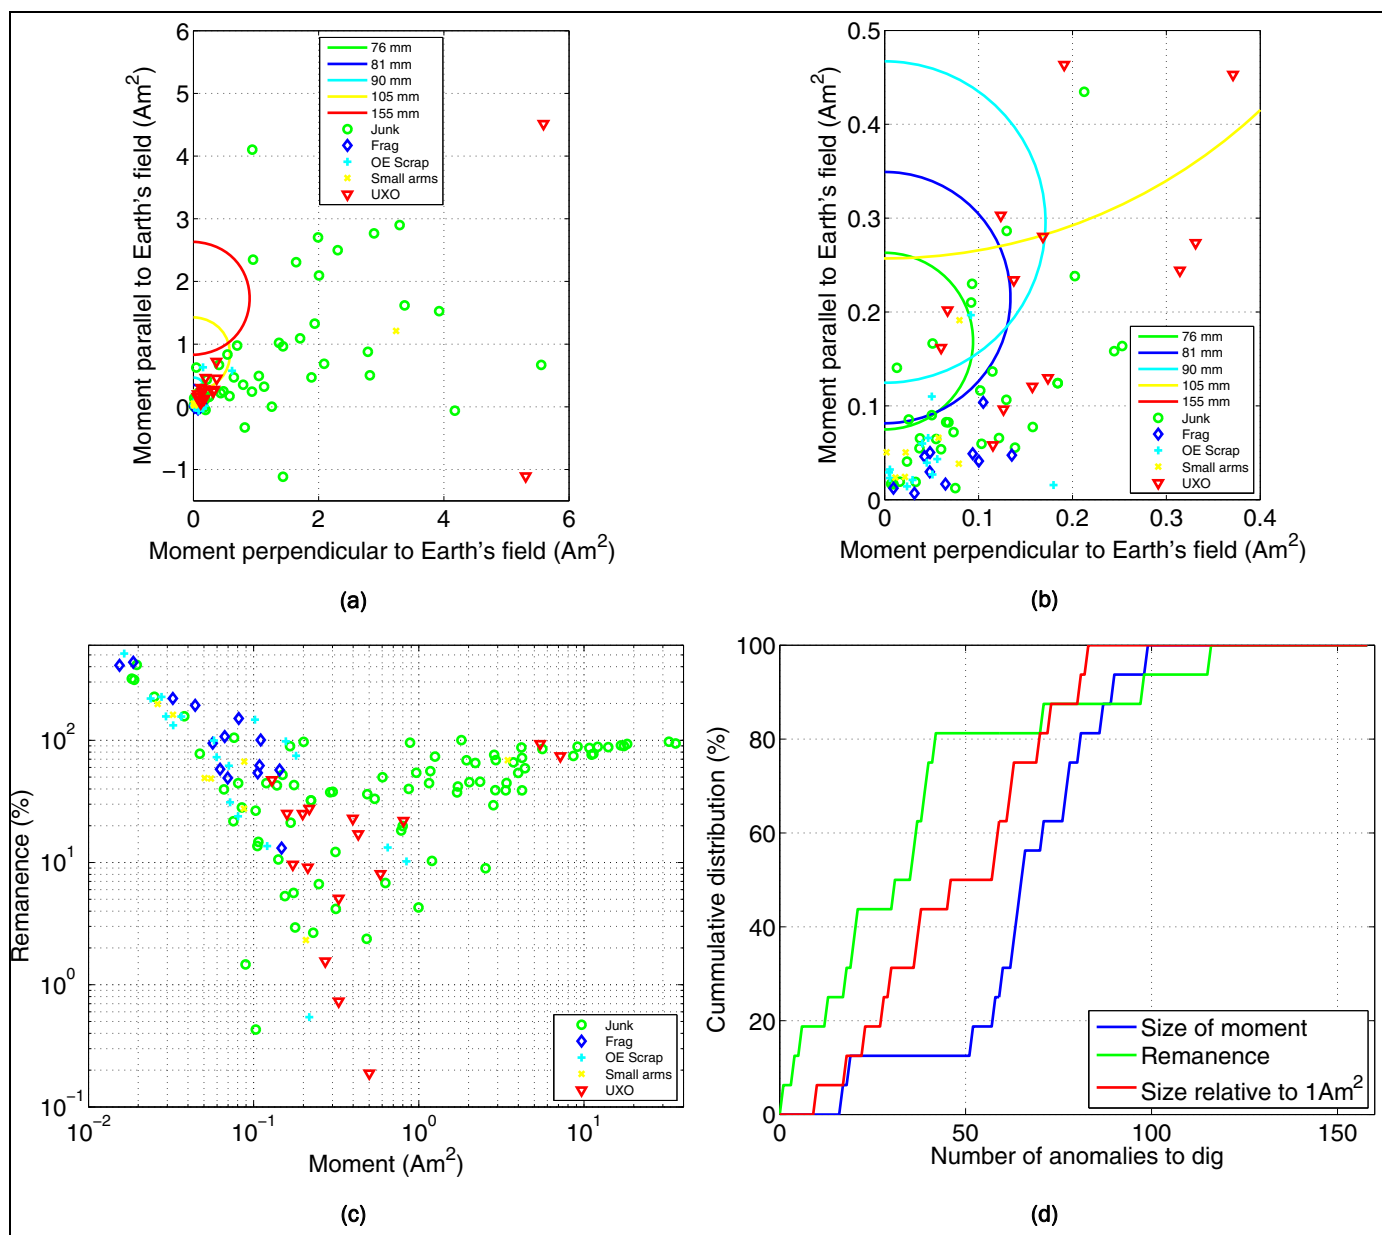 6
5
4
3
2
1
0
−1
0
2
4
6
Moment parallel to Earth's field (Am²)
Moment perpendicular to Earth's field (Am²)
76 mm
81 mm
90 mm
105 mm
155 mm
Junk
Frag
OE Scrap
Small arms
UXO
(a)
0.5
0.4
0.3
0.2
0.1
0
0
0.1
0.2
0.3
0.4
Moment parallel to Earth's field (Am²)
Moment perpendicular to Earth's field (Am²)
76 mm
81 mm
90 mm
105 mm
155 mm
Junk
Frag
OE Scrap
Small arms
UXO
(b)
10²
10¹
10⁰
10⁻¹
10⁻²
10⁻¹
10⁰
10¹
Remanence (%)
Moment (Am²)
Junk
Frag
OE Scrap
Small arms
UXO
(c)
100
80
60
40
20
0
0
50
100
150
Cummulative distribution (%)
Number of anomalies to dig
Size of moment
Remanence
Size relative to 1Am²
(d)